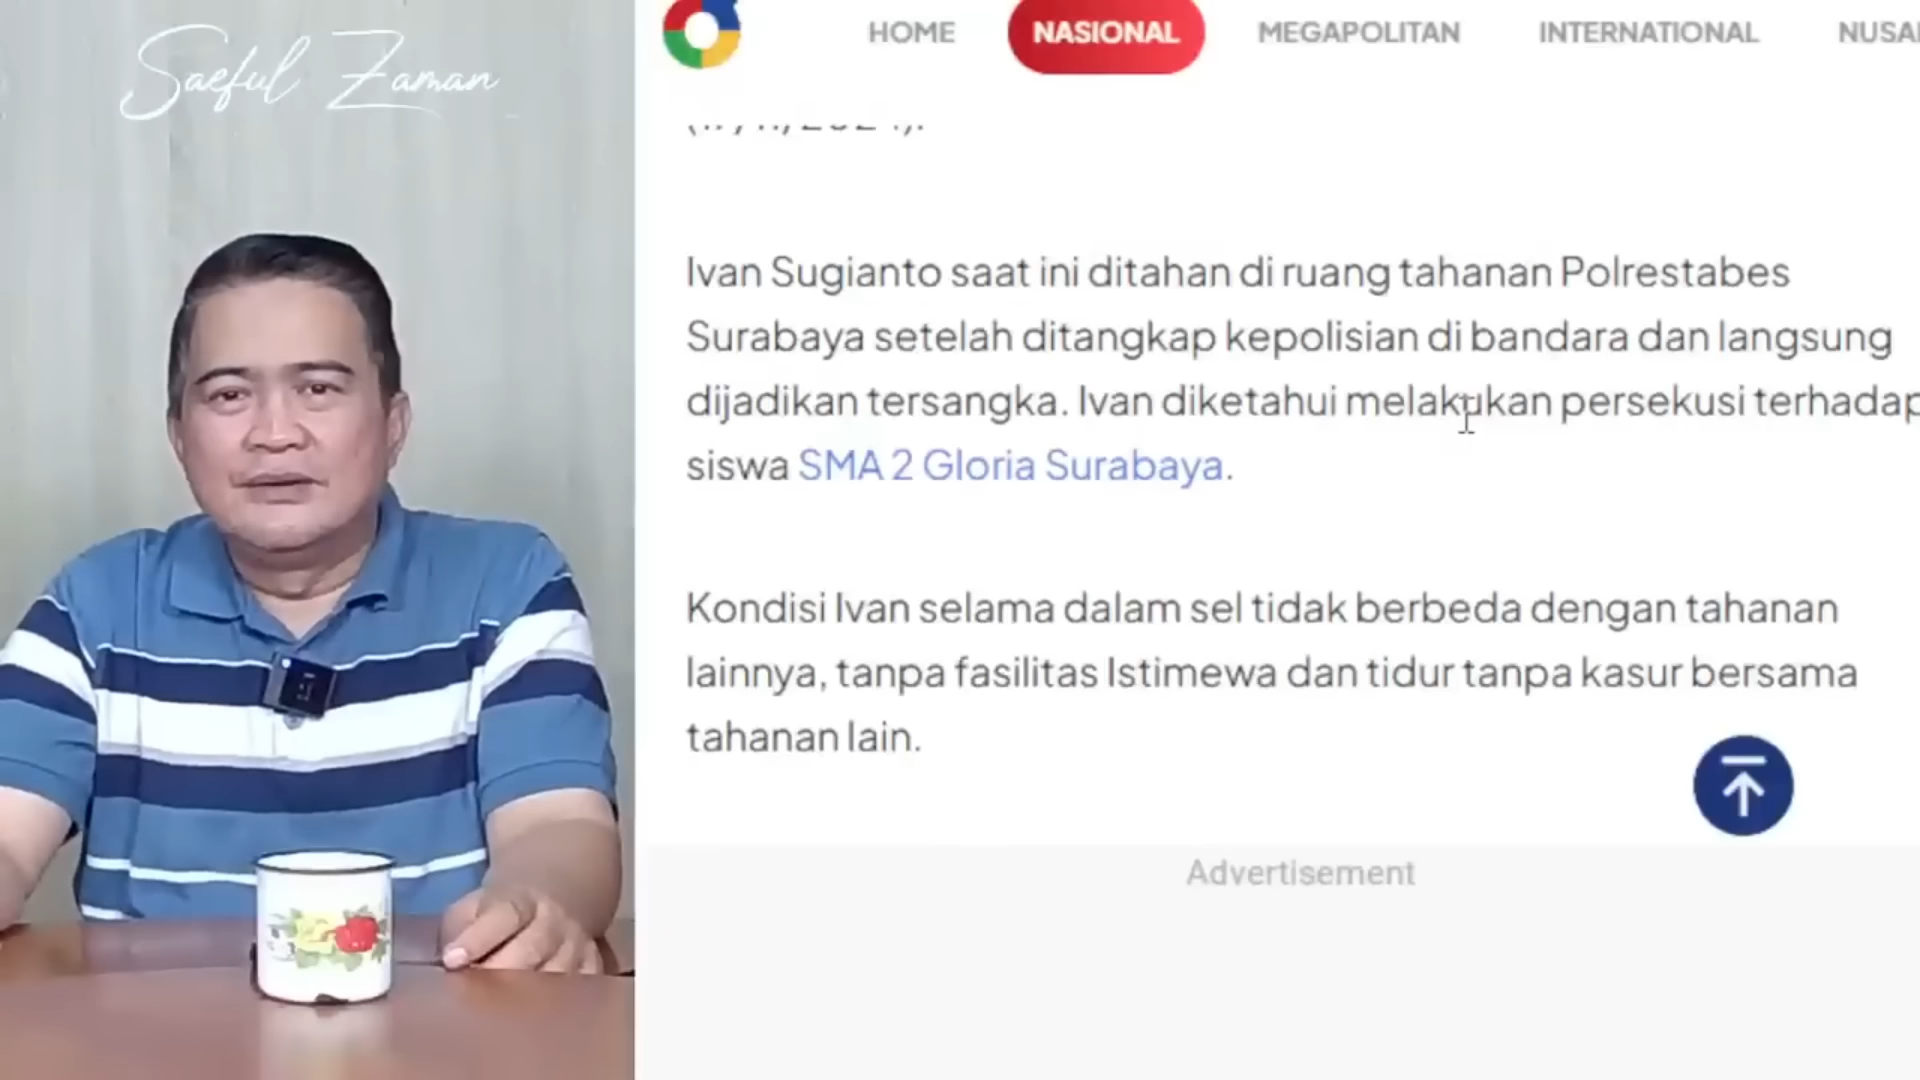 Saeful Zaman
HOME NASIONAL MEGAPOLITAN INTERNATIONAL
Ivan Sugianto saat ini ditahan di ruang tahanan Polrestabes
Surabaya setelah ditangkap kepolisian di bandara dan langsung
dijadikan tersangka. Ivan diketahui melakukan persekusi terhadap
siswa SMA 2 Gloria Surabaya.
Kondisi Ivan selama dalam sel tidak berbeda dengan tahanan
lainnya, tanpa fasilitas Istimewa dan tidur tanpa kasur bersama
tahanan lain.
Advertisement